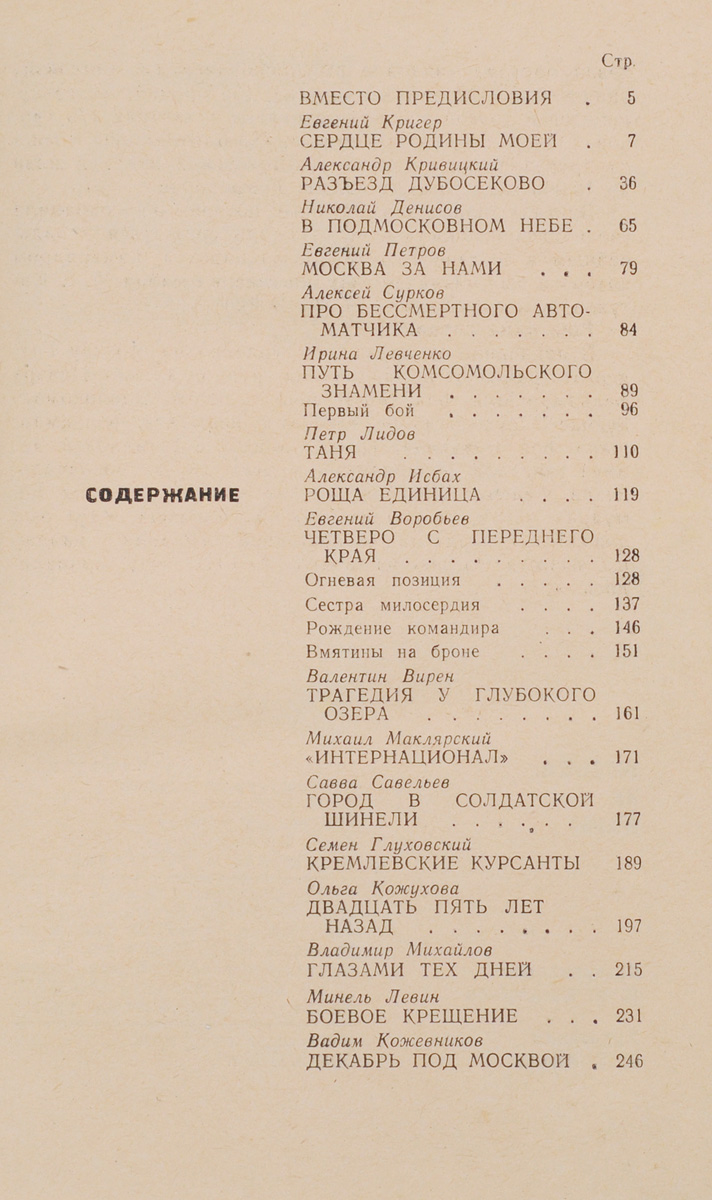 Стр.
ВМЕСТО ПРЕДИСЛОВИЯ . 5
Евгений Кригер
СЕРДЦЕ РОДИНЫ МОЕЙ . 7
Александр Кривицкий
РАЗЪЕЗД ДУБОСЕКОВО . 36
Николай Денисов
В ПОДМОСКОВНОМ НЕБЕ . 65
Евгений Петров
МОСКВА ЗА НАМИ . . . 79
Алексей Сурков
ПРО БЕССМЕРТНОГО АВТО-
МАТЧИКА . . . . . . . 84
Ирина Левченко
ПУТЬ КОМСОМОЛЬСКОГО
ЗНАМЕНИ . . . . . . . 89
Первый бой . . . . . . . 96
Петр Лидов
ТАНЯ . . . . . . . . . 110
Александр Исбах
РОЩА ЕДИНИЦА . . . . 119
СОДЕРЖАНИЕ
Евгений Воробьев
ЧЕТВЕРО С ПЕРЕДНЕГО
КРАЯ . . . . . . . . 128
Огневая позиция . . . . . 128
Сестра милосердия . . . . 137
Рождение командира . . . 146
Вмятины на броне . . . . 151
Валентин Вирен
ТРАГЕДИЯ У ГЛУБОКОГО
ОЗЕРА . . . . . . . . 161
Михаил Маклярский
«ИНТЕРНАЦИОНАЛ» . . . 171
Савва Савельев
ГОРОД В СОЛДАТСКОЙ
ШИНЕЛИ . . . . . . 177
Семен Глуховский
КРЕМЛЕВСКИЕ КУРСАНТЫ 189
Ольга Кожухова
ДВАДЦАТЬ ПЯТЬ ЛЕТ
НАЗАД . . . . . . . . 197
Владимир Михайлов
ГЛАЗАМИ ТЕХ ДНЕЙ . . 215
Минель Левин
БОЕВОЕ КРЕЩЕНИЕ . . . 231
Вадим Кожевников
ДЕКАБРЬ ПОД МОСКВОЙ . 246